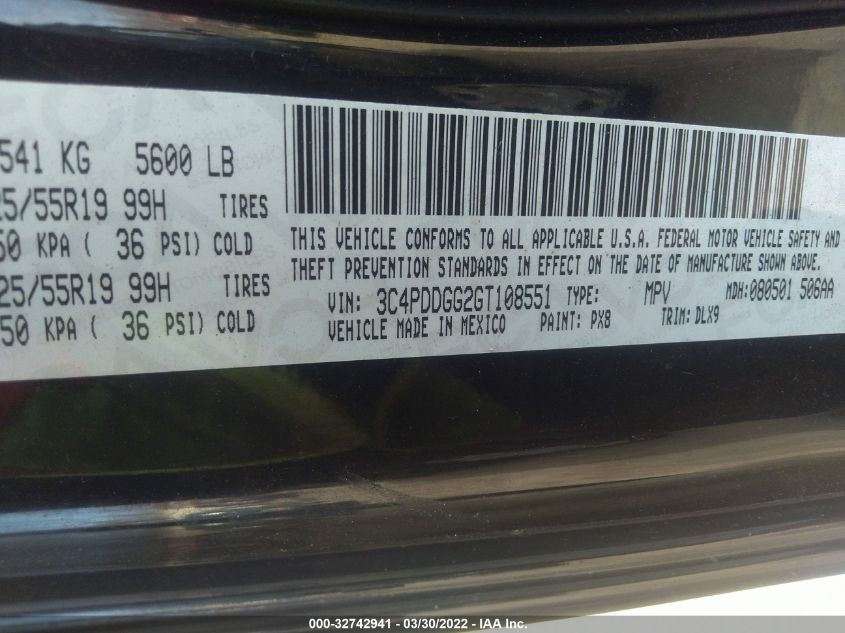 541 KG 5600 LB
25/55R19 99H TIRES
50 KPA ( 36 PSI) COLD
25/55R19 99H TIRES
50 KPA ( 36 PSI) COLD
THIS VEHICLE CONFORMS TO ALL APPLICABLE U.S.A. FEDERAL MOTOR VEHICLE SAFETY AND
THEFT PREVENTION STANDARDS IN EFFECT ON THE DATE OF MANUFACTURE SHOWN ABOVE.
VIN: 3C4PDDGG2GT108551 TYPE: MPV MDH:080501 506AA
VEHICLE MADE IN MEXICO PAINT: PX8 TRIM: DLX9
000-32742941 - 03/30/2022 - IAA Inc.